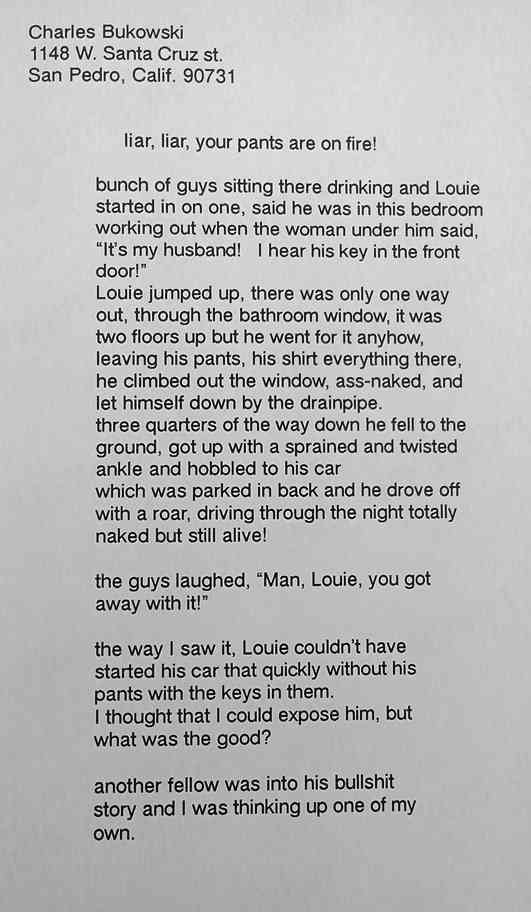 Charles Bukowski
1148 W. Santa Cruz st.
San Pedro, Calif. 90731
liar, liar, your pants are on fire!
bunch of guys sitting there drinking and Louie
started in on one, said he was in this bedroom
working out when the woman under him said,
“It’s my husband!   I hear his key in the front
door!”
Louie jumped up, there was only one way
out, through the bathroom window, it was
two floors up but he went for it anyhow,
leaving his pants, his shirt everything there,
he climbed out the window, ass-naked, and
let himself down by the drainpipe.
three quarters of the way down he fell to the
ground, got up with a sprained and twisted
ankle and hobbled to his car
which was parked in back and he drove off
with a roar, driving through the night totally
naked but still alive!
the guys laughed, “Man, Louie, you got
away with it!”
the way I saw it, Louie couldn’t have
started his car that quickly without his
pants with the keys in them.
I thought that I could expose him, but
what was the good?
another fellow was into his bullshit
story and I was thinking up one of my
own.